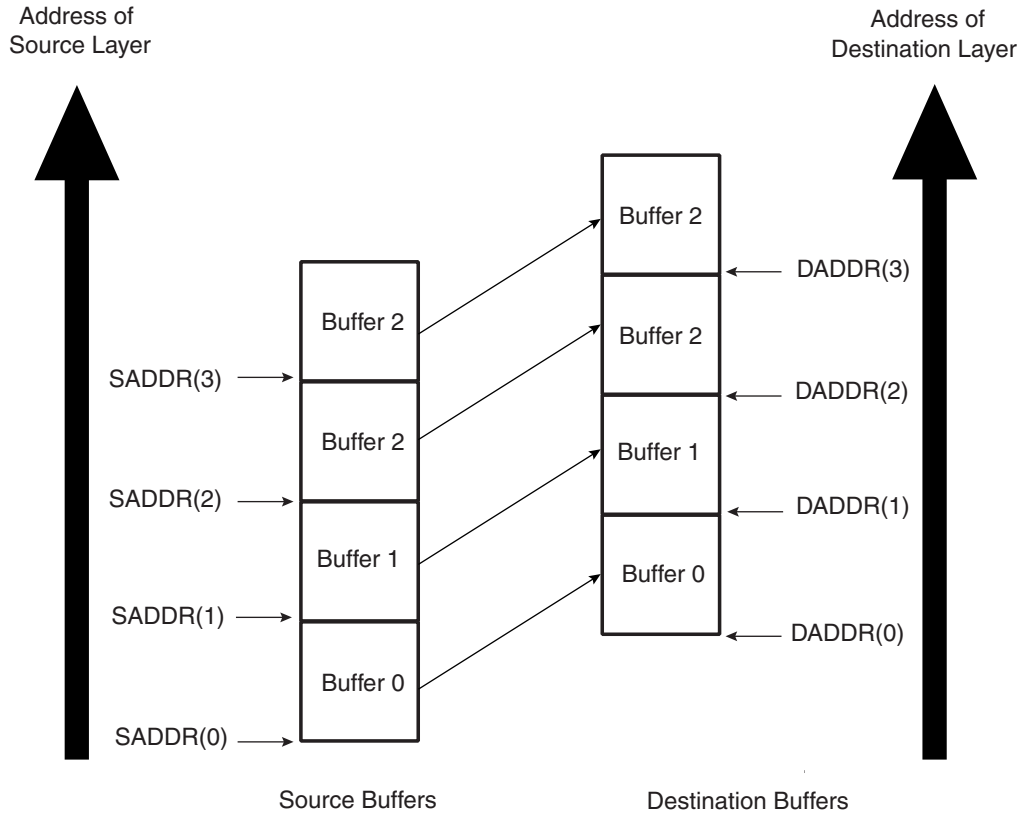 Address of
Source Layer
Address of
Destination Layer
Buffer 2
DADDR(3)
Buffer 2
Buffer 2
SADDR(3)
DADDR(2)
Buffer 2
Buffer 1
SADDR(2)
DADDR(1)
Buffer 1
Buffer 0
SADDR(1)
DADDR(0)
Buffer 0
SADDR(0)
Source Buffers
Destination Buffers